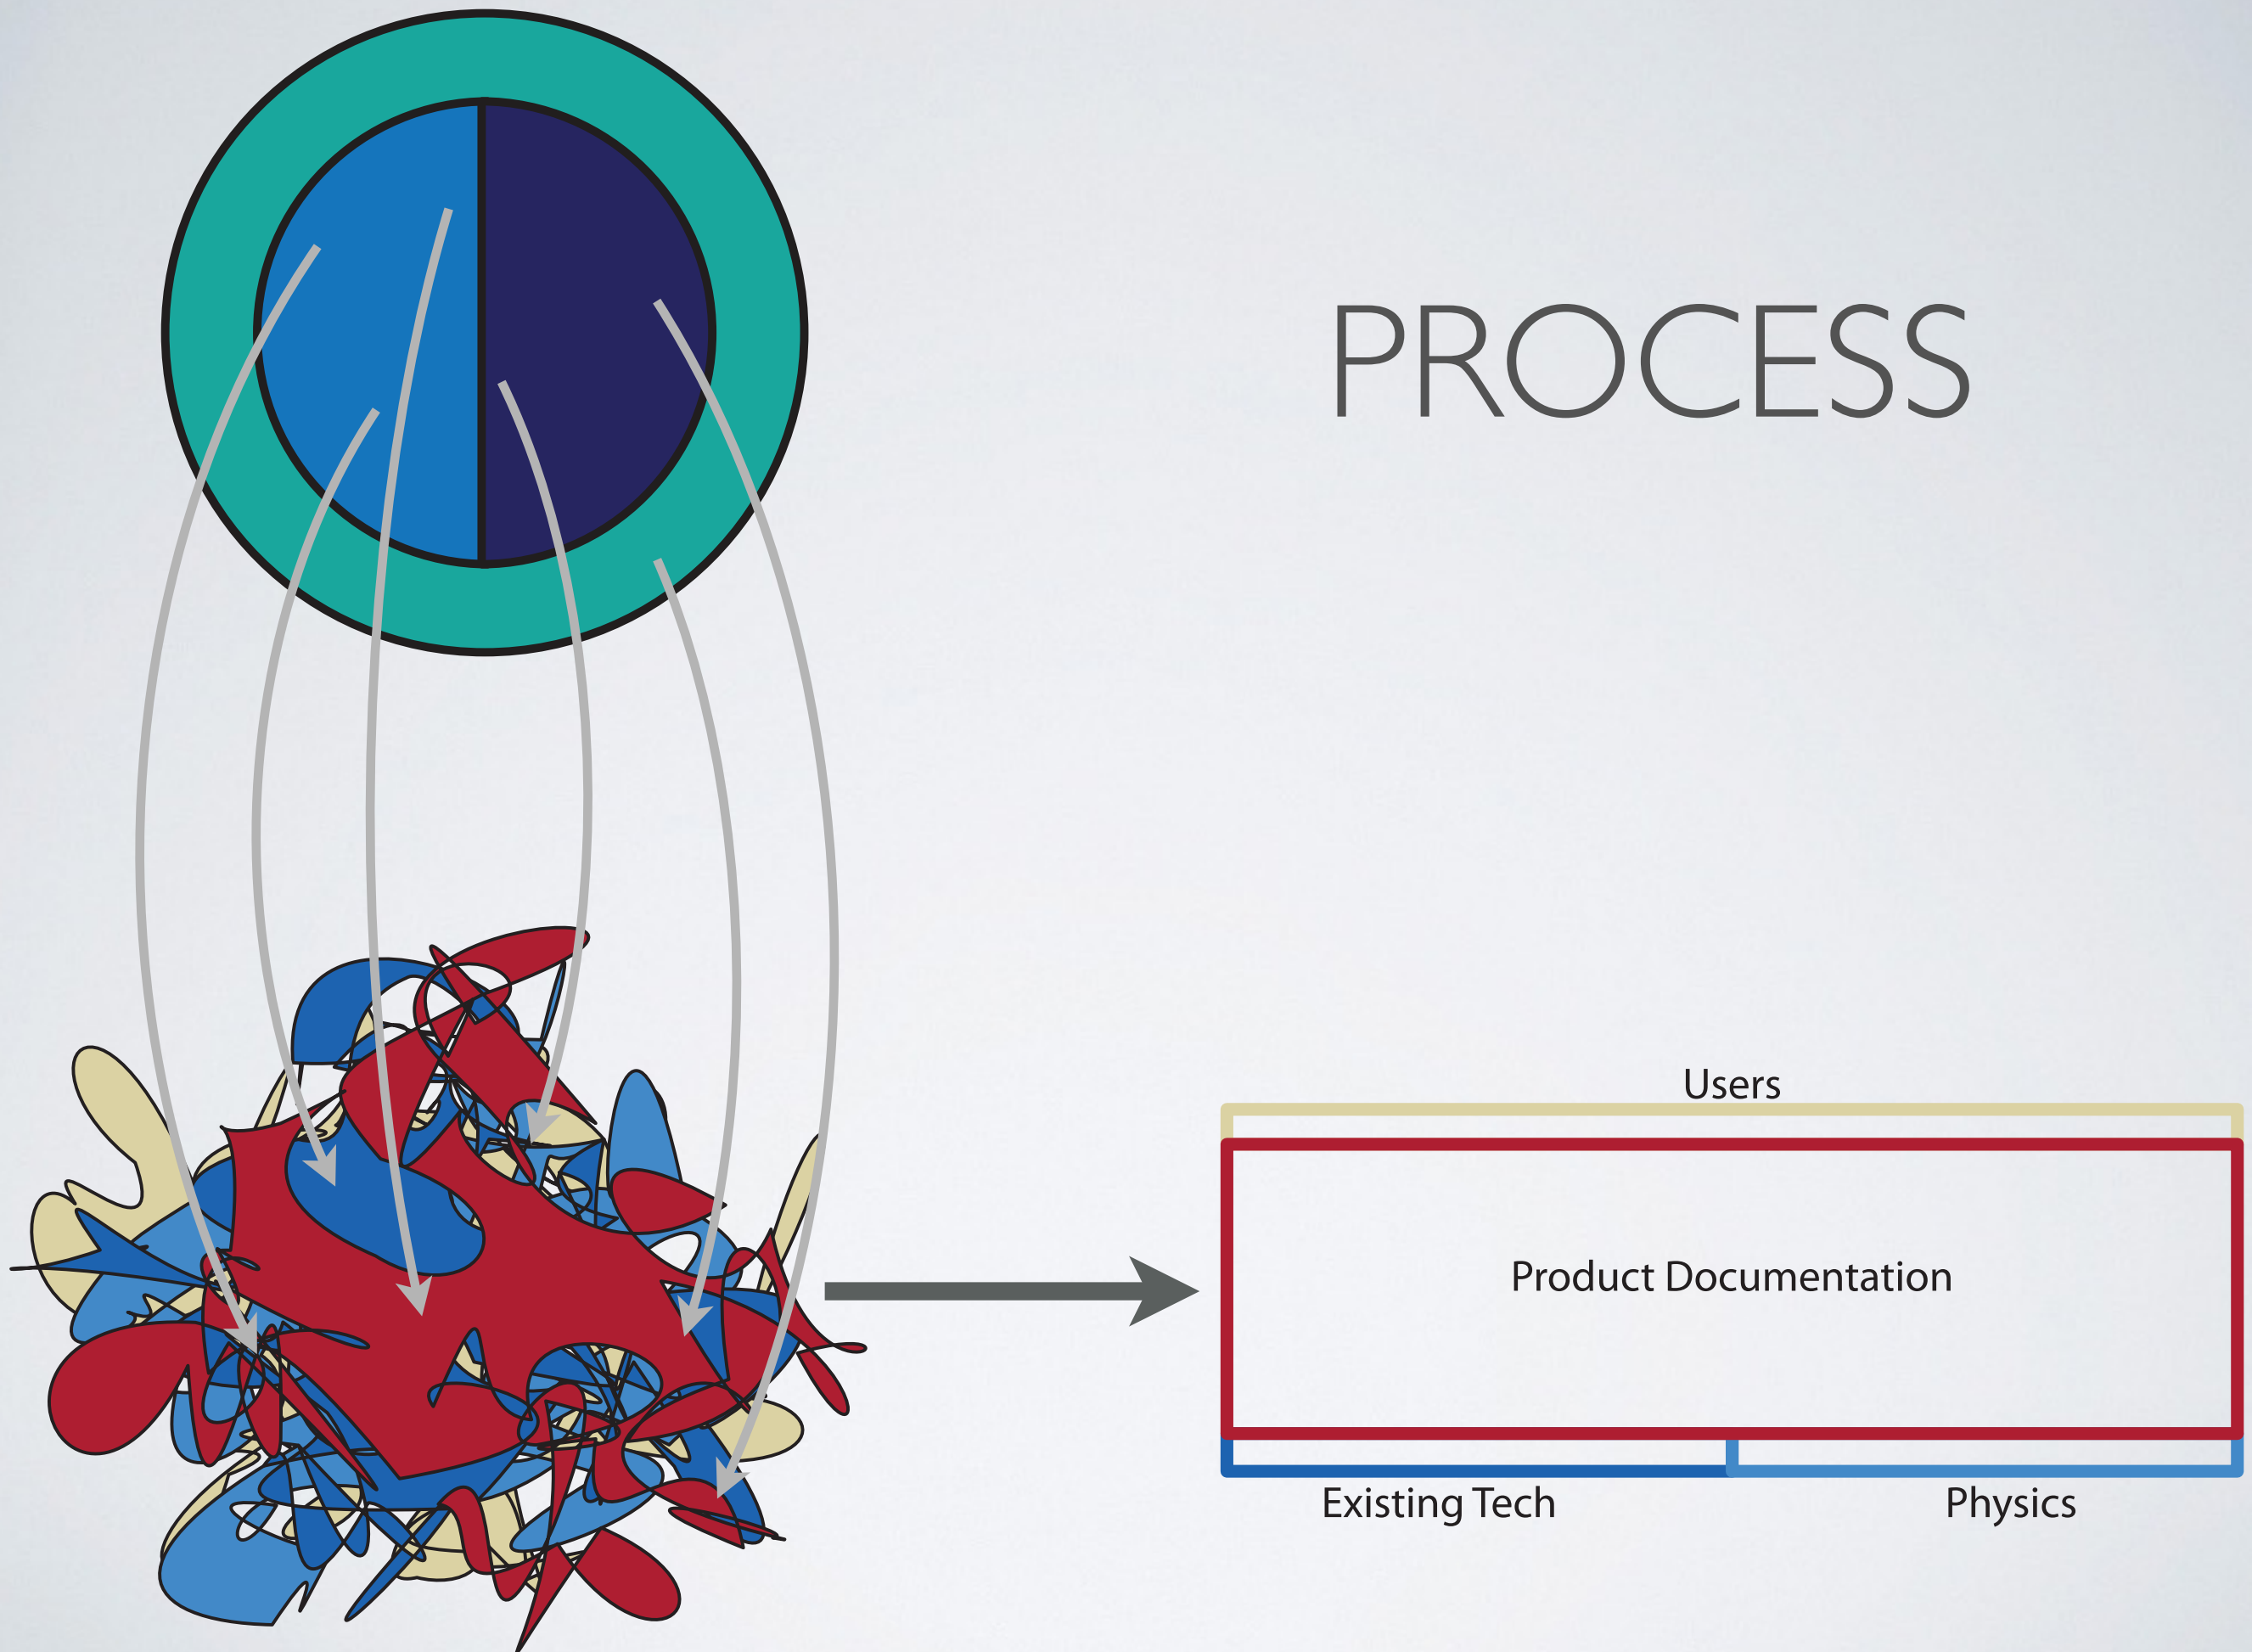 PROCESS
Users
Product Documentation
Existing Tech
Physics